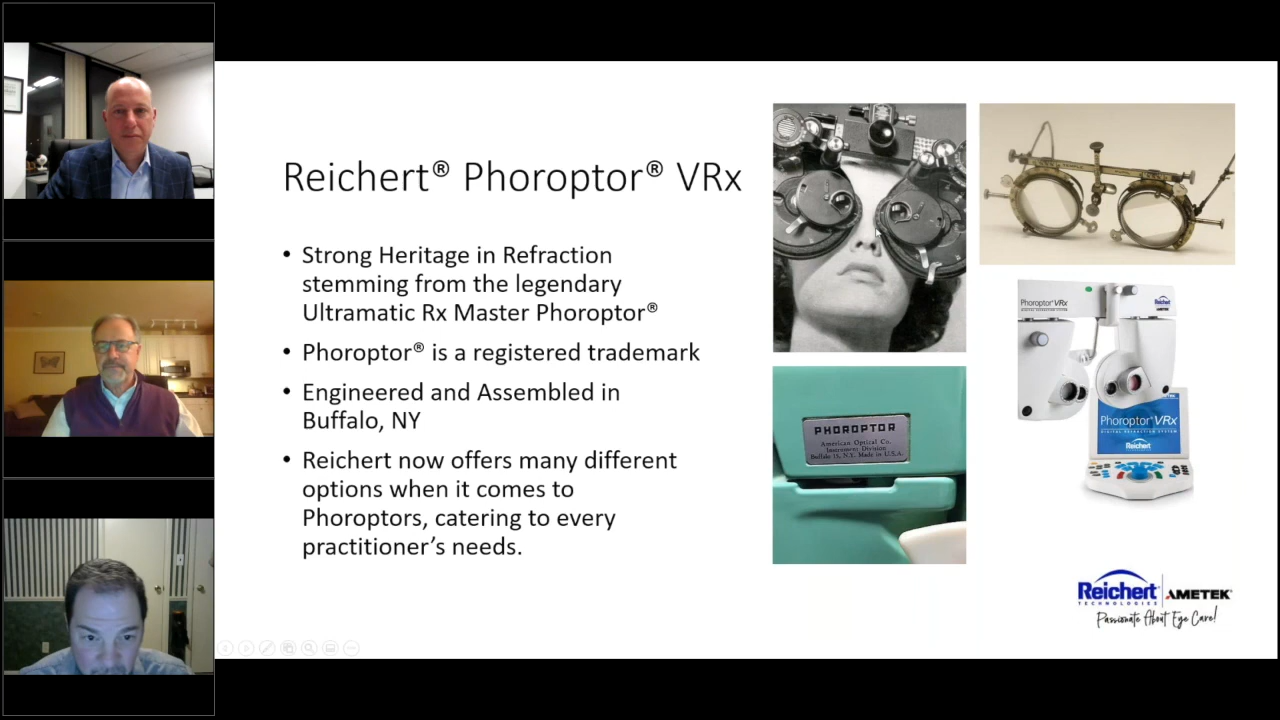 Reichert® Phoroptor® VRx
• Strong Heritage in Refraction
stemming from the legendary
Ultramatic Rx Master Phoroptor®
• Phoroptor® is a registered trademark
• Engineered and Assembled in
Buffalo, NY
• Reichert now offers many different
options when it comes to
Phoroptors, catering to every
practitioner's needs.
PHOROPTOR
American Optical Co.
Instrument Division
Buffalo 15, N.Y. Made in U.S.A.
Phoroptor® VRx
Reichert
Phoroptor® VRx
DIGITAL REFRACTION SYSTEM
Reichert
Reichert
TECHNOLOGIES
AMETEK®
Passionate About Eye Care!